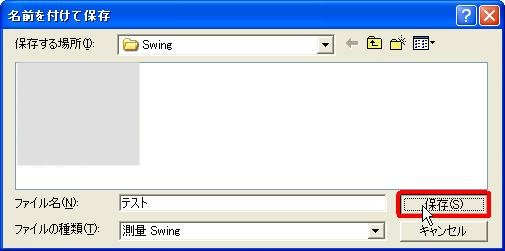 名前を付けて保存
保存する場所(I): Swing
ファイル名(N): テスト 保存(S)
ファイルの種類(T): 測量 Swing キャンセル